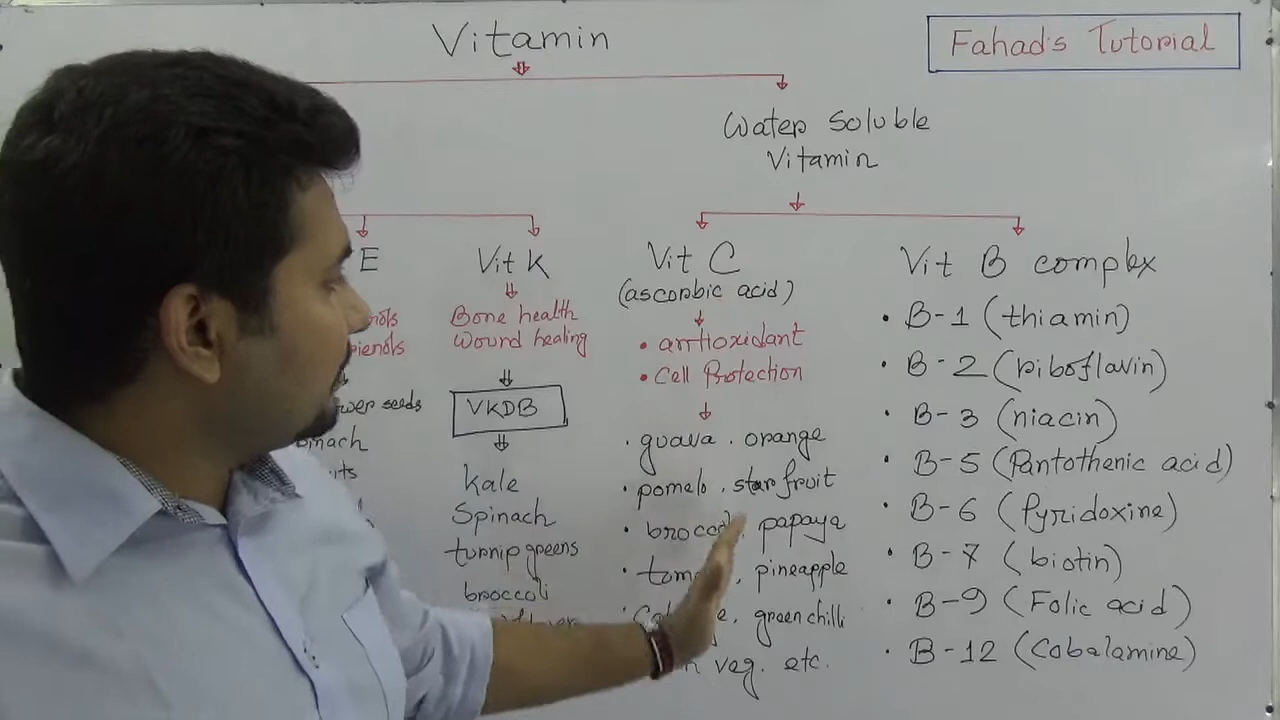 Vitamin
Fahad's Tutorial
Water Soluble
Vitamin
E
spinach
Vit K
Bone health
Wound healing
VKDB
Kale
Spinach
turnip greens
broccoli
Vit C
(ascorbic acid)
• antioxidant
• Cell Protection
• guava • orange
• pomelo • star fruit
• broccoli • papaya
• pineapple
green chilli
veg. etc.
Vit B complex
• B-1 (thiamin)
• B-2 (riboflavin)
• B-3 (niacin)
• B-5 (Pantothenic acid)
• B-6 (Pyridoxine)
• B-7 (biotin)
• B-9 (Folic acid)
• B-12 (Cobalamine)